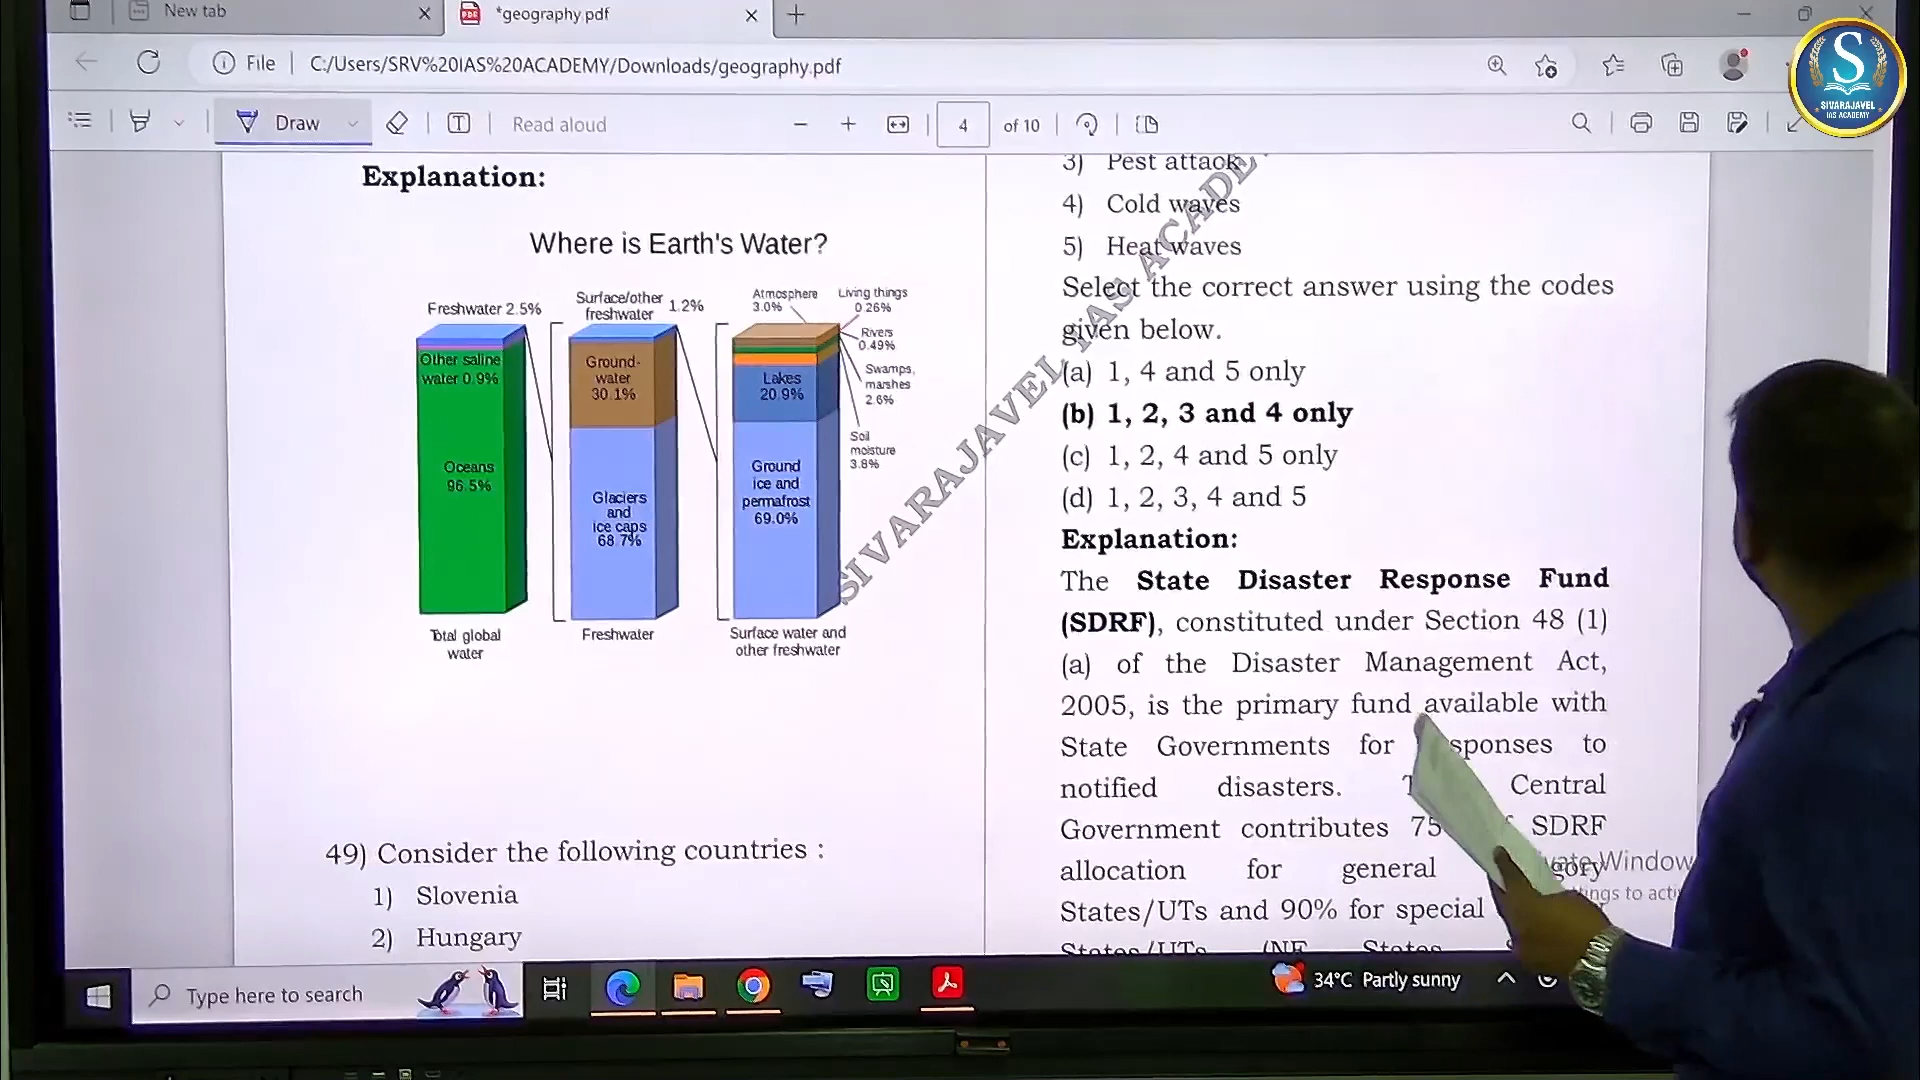 New tab
*geography.pdf
File
C:/Users/SRV%20IAS%20ACADEMY/Downloads/geography.pdf
S
SIVARAJAVEL
IAS ACADEMY
Draw
Read aloud
4
of 10
Explanation:
Where is Earth's Water?
Freshwater 2.5%
Surface/other
freshwater 1.2%
Atmosphere
3.0%
Living things
0.26%
Rivers
0.49%
Swamps,
marshes
2.6%
Soil
moisture
3.8%
Other saline
water 0.9%
Oceans
96.5%
Ground-
water
30.1%
Glaciers
and
ice caps
68.7%
Lakes
20.9%
Ground
ice and
permafrost
69.0%
Total global
water
Freshwater
Surface water and
other freshwater
49) Consider the following countries :
1) Slovenia
2) Hungary
SIVARAJAVEL IAS ACADE
3) Pest attack
4) Cold waves
5) Heat waves
Select the correct answer using the codes
given below.
(a) 1, 4 and 5 only
(b) 1, 2, 3 and 4 only
(c) 1, 2, 4 and 5 only
(d) 1, 2, 3, 4 and 5
Explanation:
The State Disaster Response Fund
(SDRF), constituted under Section 48 (1)
(a) of the Disaster Management Act,
2005, is the primary fund available with
State Governments for sponses to
notified disasters. Central
Government contributes 75 SDRF
allocation for general gory
States/UTs and 90% for special
States/UTs (NE States
Window
Type here to search
34°C Partly sunny